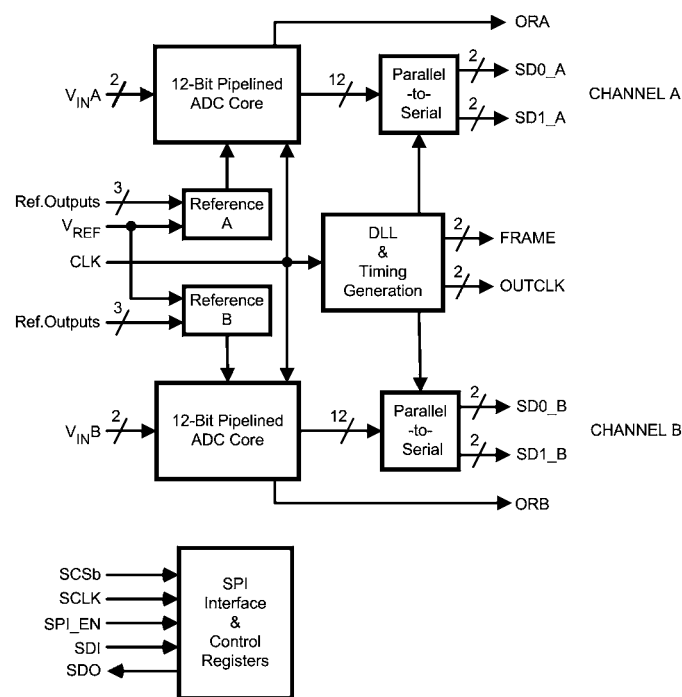 ORA
V_IN A
2
12-Bit Pipelined
ADC Core
12
Parallel
-to-
Serial
2
SD0_A
2
SD1_A
CHANNEL A
Ref.Outputs
3
V_REF
Reference
A
CLK
DLL
&
Timing
Generation
2
FRAME
2
OUTCLK
Reference
B
Ref.Outputs
3
V_IN B
2
12-Bit Pipelined
ADC Core
12
Parallel
-to-
Serial
2
SD0_B
2
SD1_B
CHANNEL B
ORB
SCSb
SCLK
SPI_EN
SDI
SDO
SPI
Interface
&
Control
Registers